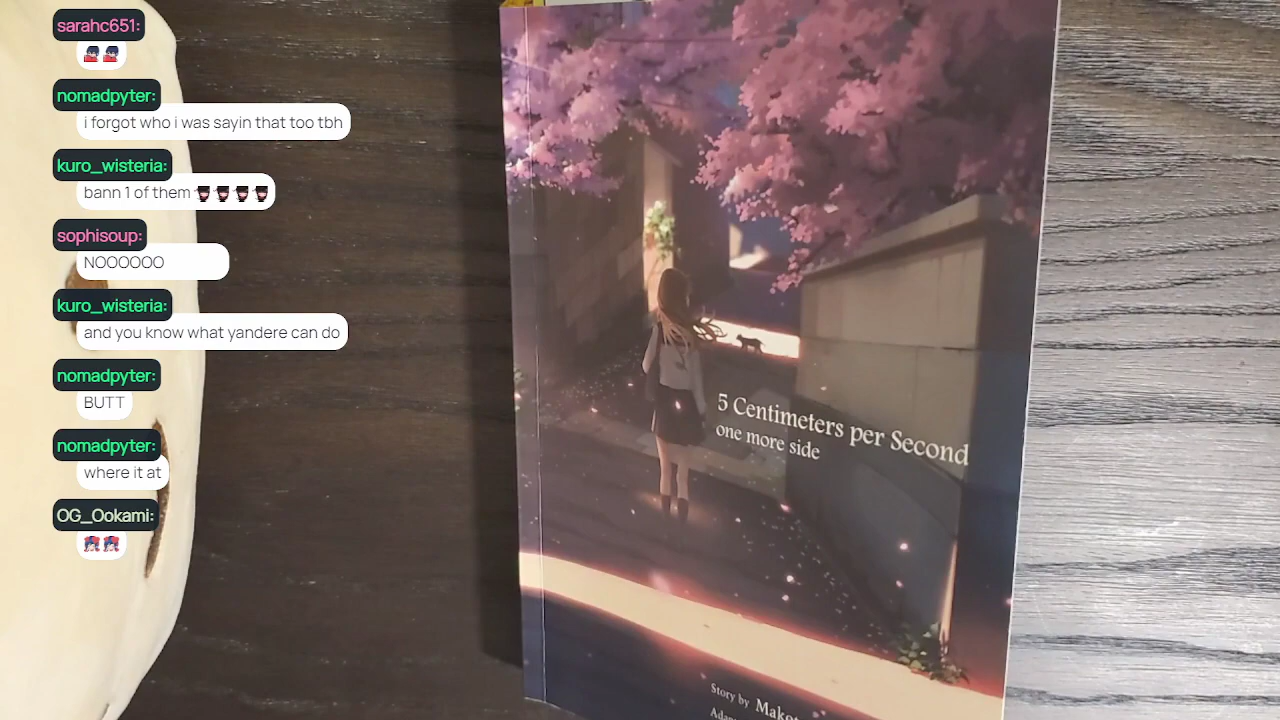 sarahc651:
nomadpyter:
i forgot who i was sayin that too tbh
kuro_wisteria:
bann 1 of them
sophisoup:
NOOOOOO
kuro_wisteria:
and you know what yandere can do
nomadpyter:
BUTT
nomadpyter:
where it at
OG_Ookami:
5 Centimeters per Second
one more side
Story by